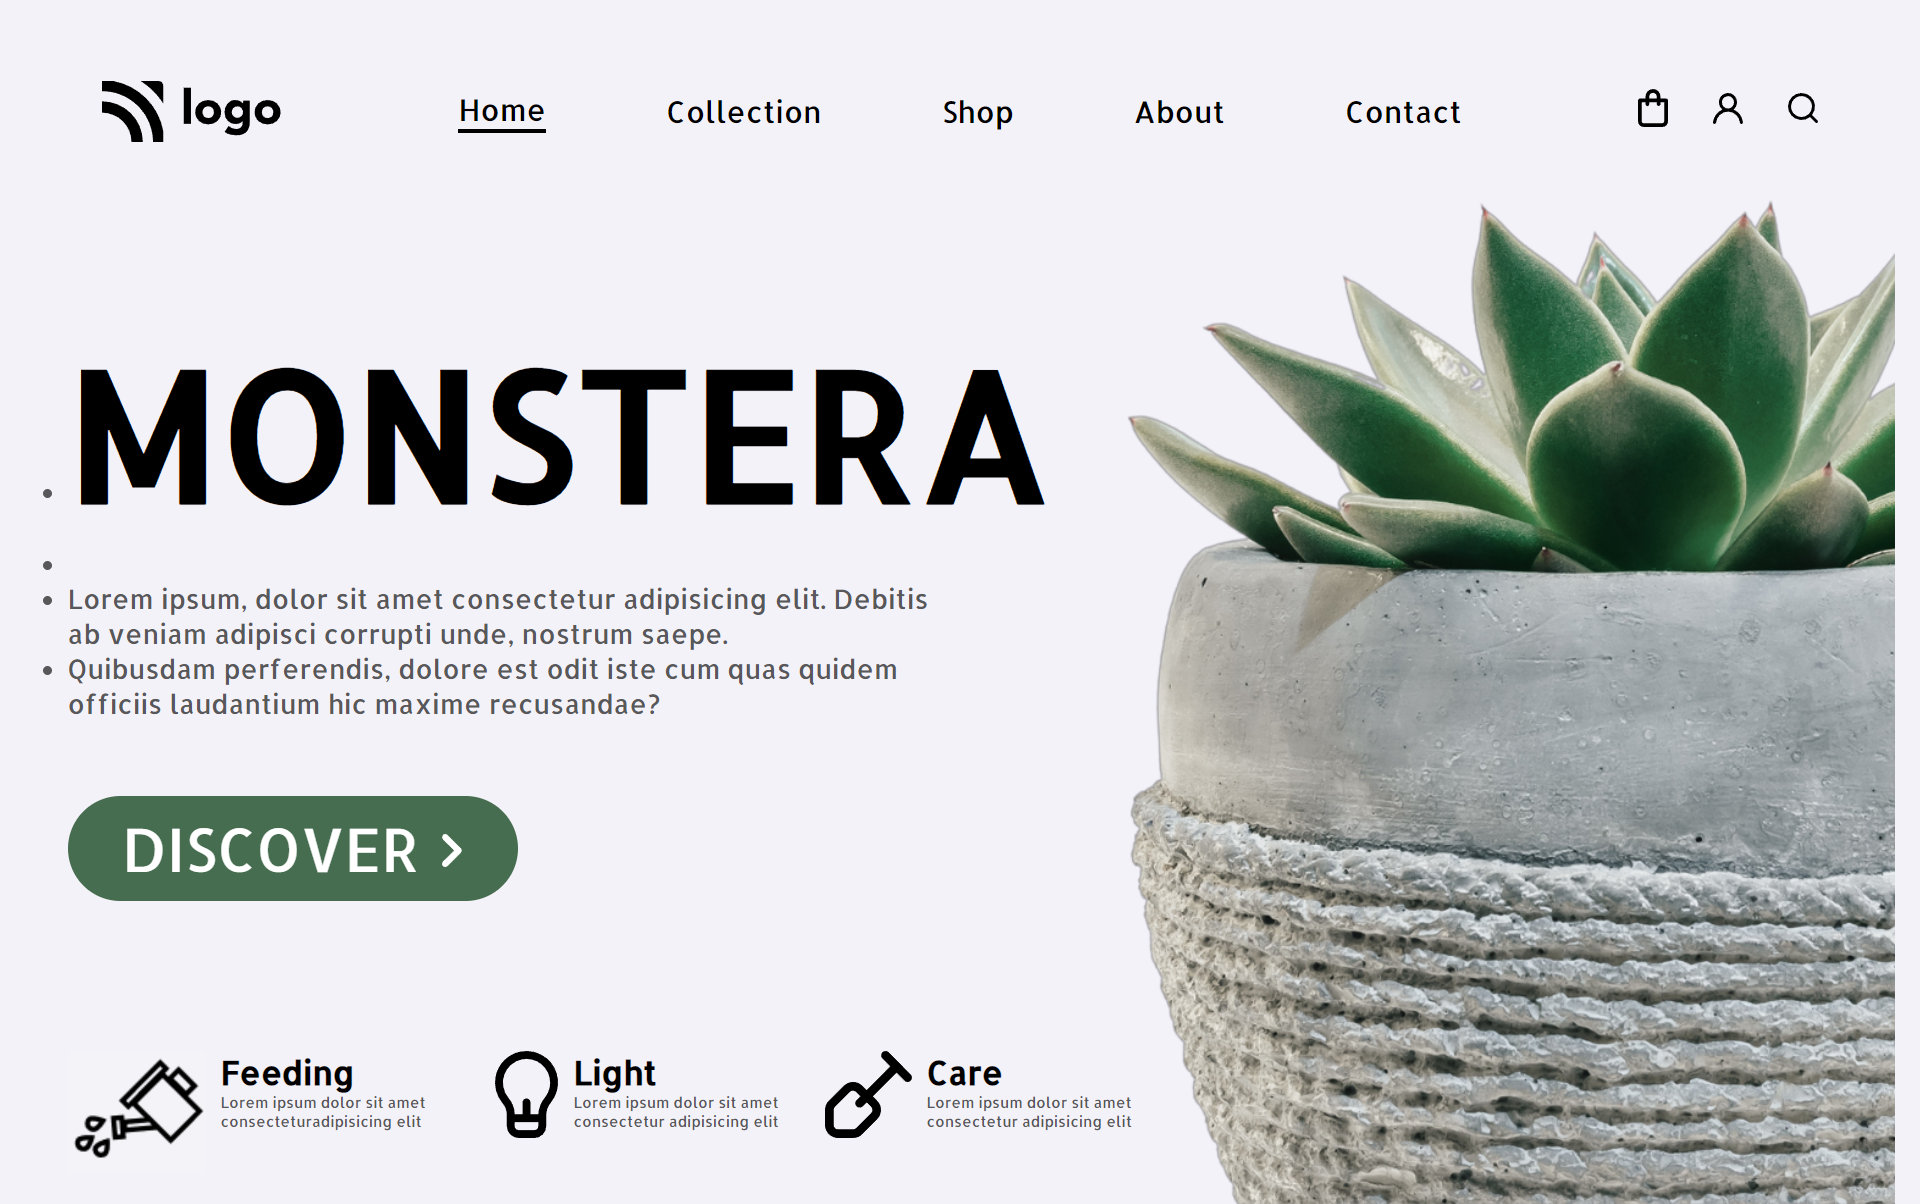 logo
Home
Collection
Shop
About
Contact
MONSTERA
Lorem ipsum, dolor sit amet consectetur adipisicing elit. Debitis
ab veniam adipisci corrupti unde, nostrum saepe.
Quibusdam perferendis, dolore est odit iste cum quas quidem
officiis laudantium hic maxime recusandae?
DISCOVER
Feeding
Lorem ipsum dolor sit amet
consecteturadipisicing elit
Light
Lorem ipsum dolor sit amet
consectetur adipisicing elit
Care
Lorem ipsum dolor sit amet
consectetur adipisicing elit